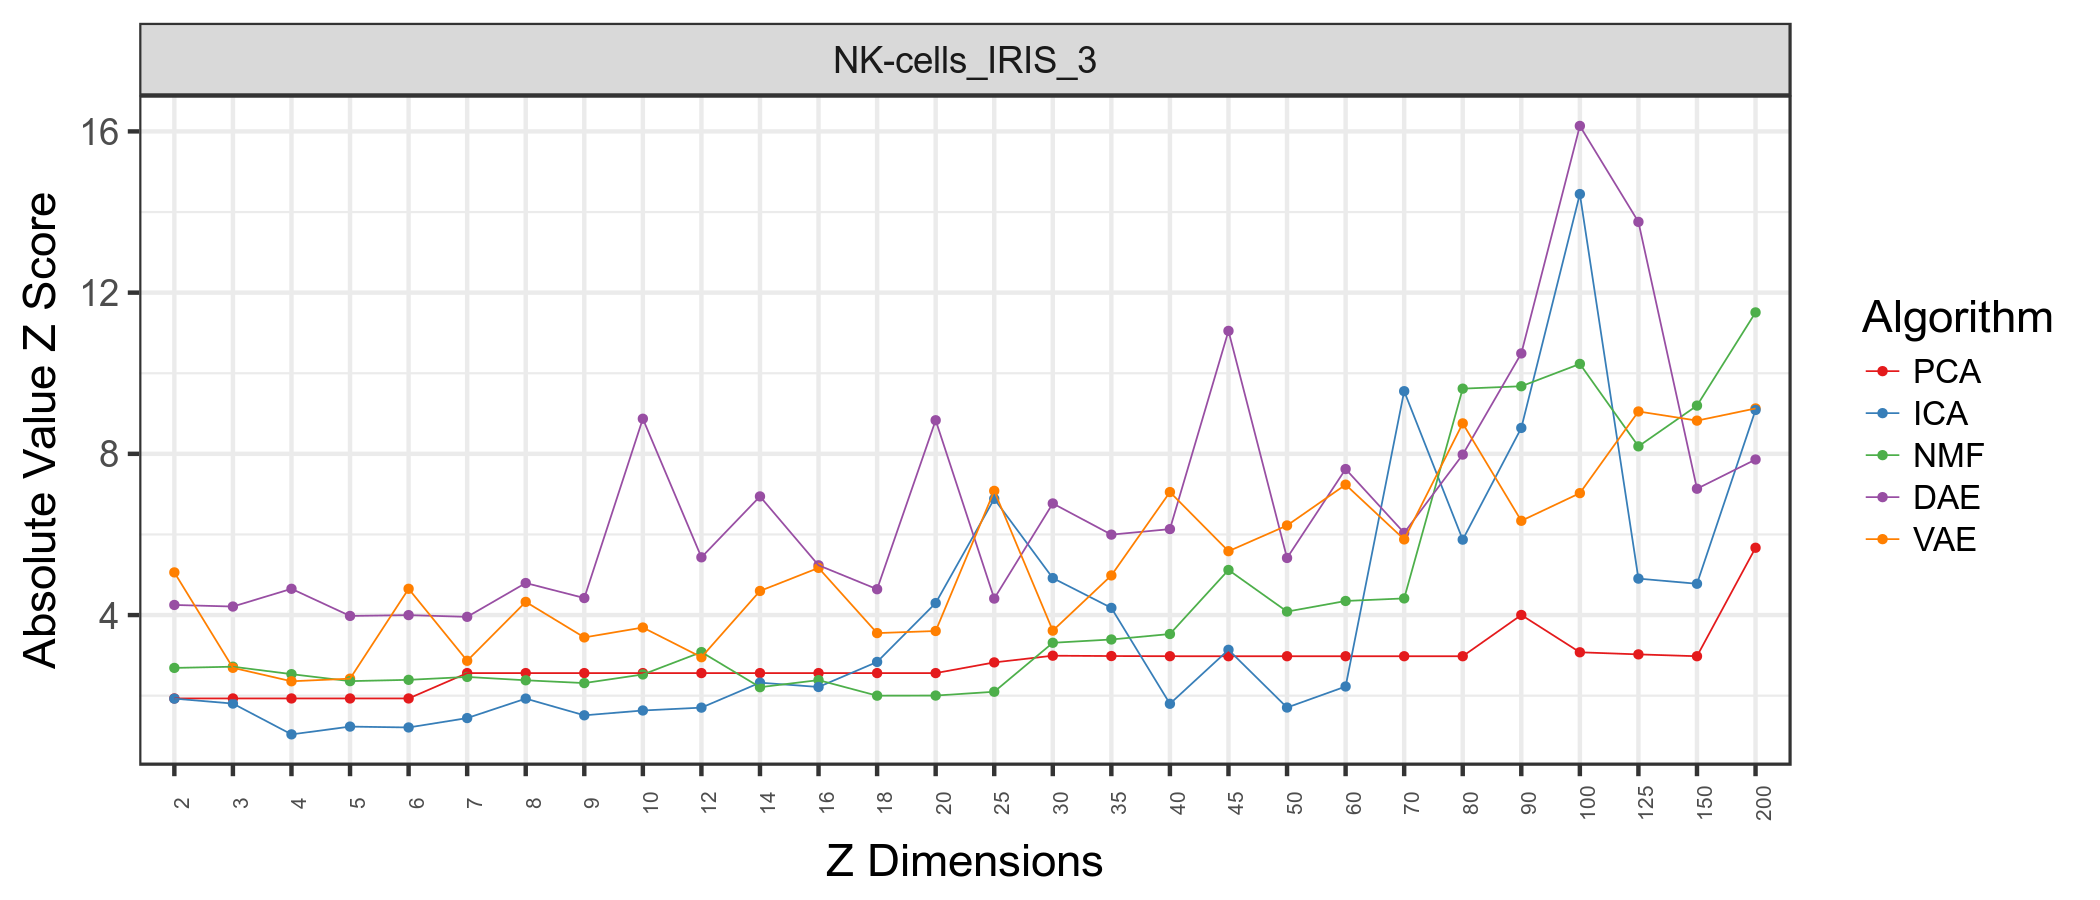 NK-cells_IRIS_3
16
12
8
4
Absolute Value Z Score
2 3 4 5 6 7 8 9 10 12 14 16 18 20 25 30 35 40 45 50 60 70 80 90 100 125 150 200
Z Dimensions
Algorithm
PCA
ICA
NMF
DAE
VAE